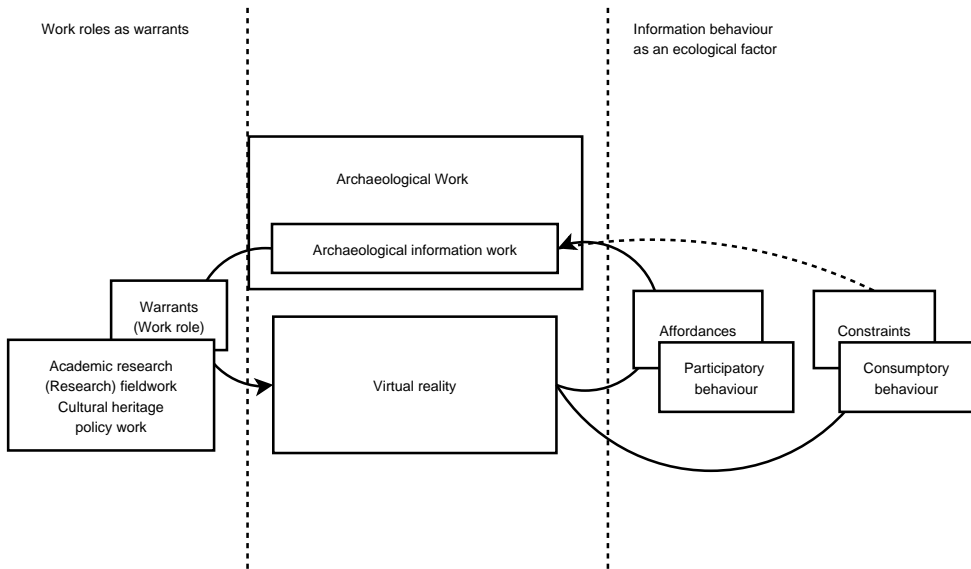 Work roles as warrants
Information behaviour
as an ecological factor
Archaeological Work
Archaeological information work
Warrants
(Work role)
Academic research
(Research) fieldwork
Cultural heritage
policy work
Virtual reality
Affordances
Participatory
behaviour
Constraints
Consumptory
behaviour